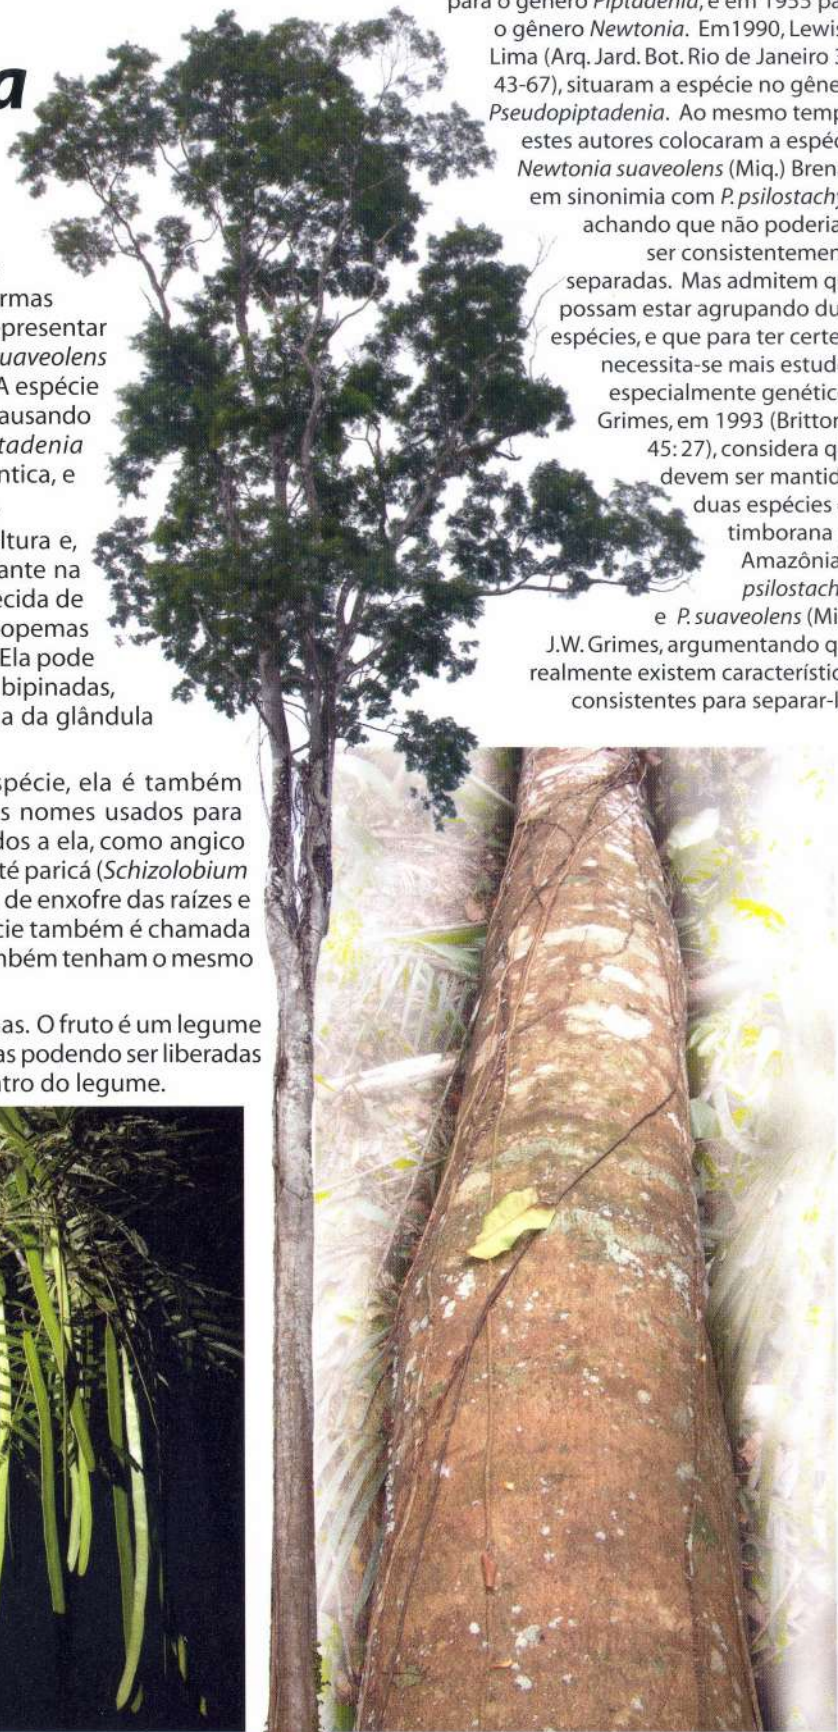 a
rmas
presentar
uaveolens
A espécie
ausando
tadenia
ntica, e
ltura e,
ante na
ecida de
opemas
Ela pode
bipinadas,
a da glândula
spécie, ela é também
s nomes usados para
dos a ela, como angico
té paricá (Schizolobium
de enxofre das raízes e
cie também é chamada
mbém tenham o mesmo
as. O fruto é um legume
as podendo ser liberadas
ntro do legume.
para o gênero Piptadenia, e em 1955 pa
o gênero Newtonia. Em1990, Lewis
Lima (Arq. Jard. Bot. Rio de Janeiro 3
43-67), situaram a espécie no gêne
Pseudopiptadenia. Ao mesmo temp
estes autores colocaram a espéc
Newtonia suaveolens (Miq.) Bren
em sinonimia com P. psilostachy
achando que não poderia
ser consistentemen
separadas. Mas admitem q
possam estar agrupando du
espécies, e que para ter certe
necessita-se mais estud
especialmente genétic
Grimes, em 1993 (Britton
45: 27), considera q
devem ser mantid
duas espécies
timborana
Amazônia
psilostach
e P. suaveolens (Mi
J.W. Grimes, argumentando q
realmente existem característic
consistentes para separar-l